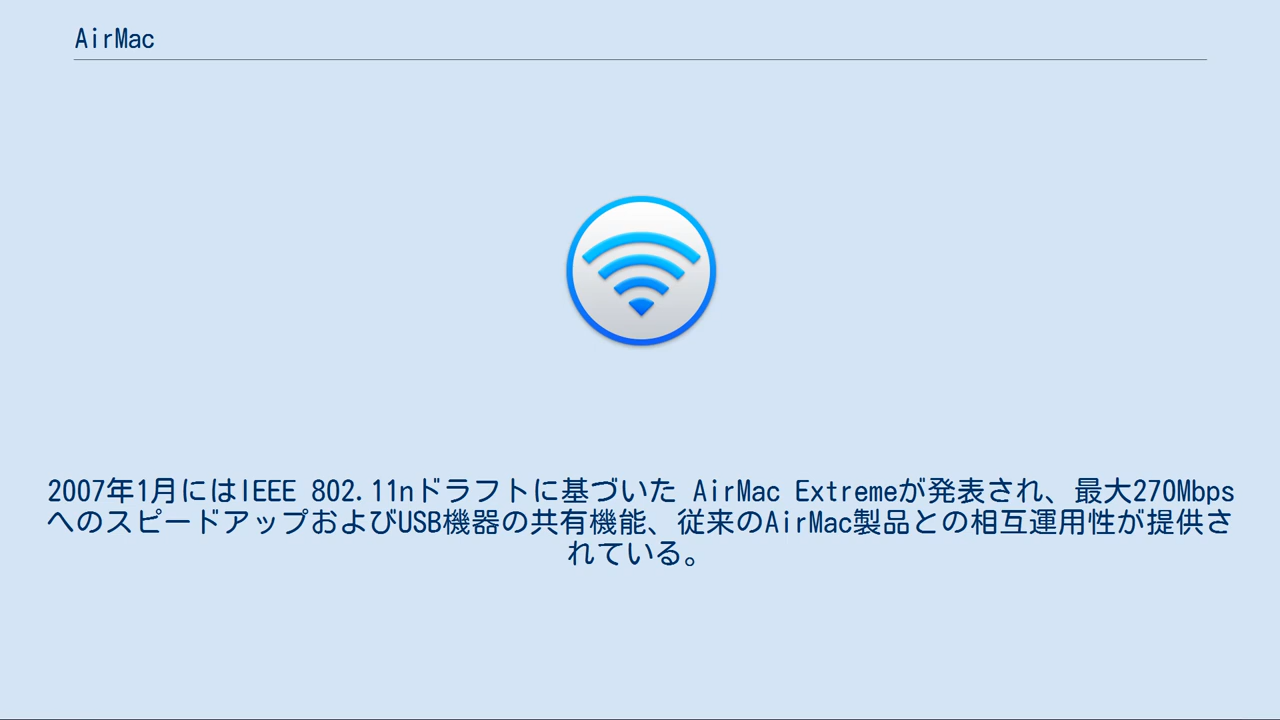 AirMac
2007年1月にはIEEE 802.11nドラフトに基づいた AirMac Extremeが発表され、最大270Mbps
へのスピードアップおよびUSB機器の共有機能、従来のAirMac製品との相互運用性が提供さ
れている。